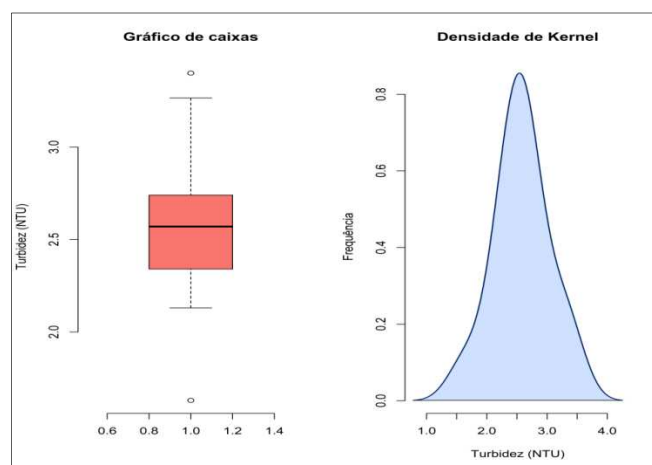 Gráfico de caixas
Turbidez (NTU)
3.0
2.5
2.0
0.6 0.8 1.0 1.2 1.4
Densidade de Kernel
Frequência
0.8
0.6
0.4
0.2
0.0
1.0 2.0 3.0 4.0
Turbidez (NTU)